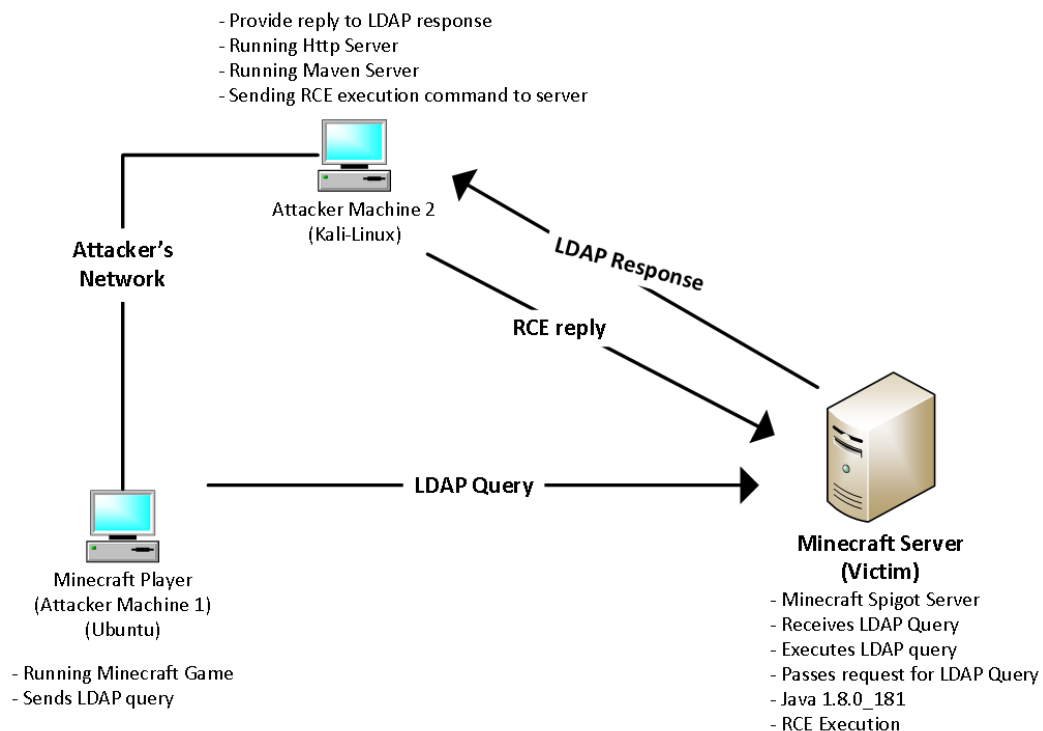 - Provide reply to LDAP response
- Running Http Server
- Running Maven Server
- Sending RCE execution command to server
Attacker Machine 2
(Kali-Linux)
Attacker's
Network
LDAP Response
RCE reply
LDAP Query
Minecraft Player
(Attacker Machine 1)
(Ubuntu)
- Running Minecraft Game
- Sends LDAP query
Minecraft Server
(Victim)
- Minecraft Spigot Server
- Receives LDAP Query
- Executes LDAP query
- Passes request for LDAP Query
- Java 1.8.0_181
- RCE Execution